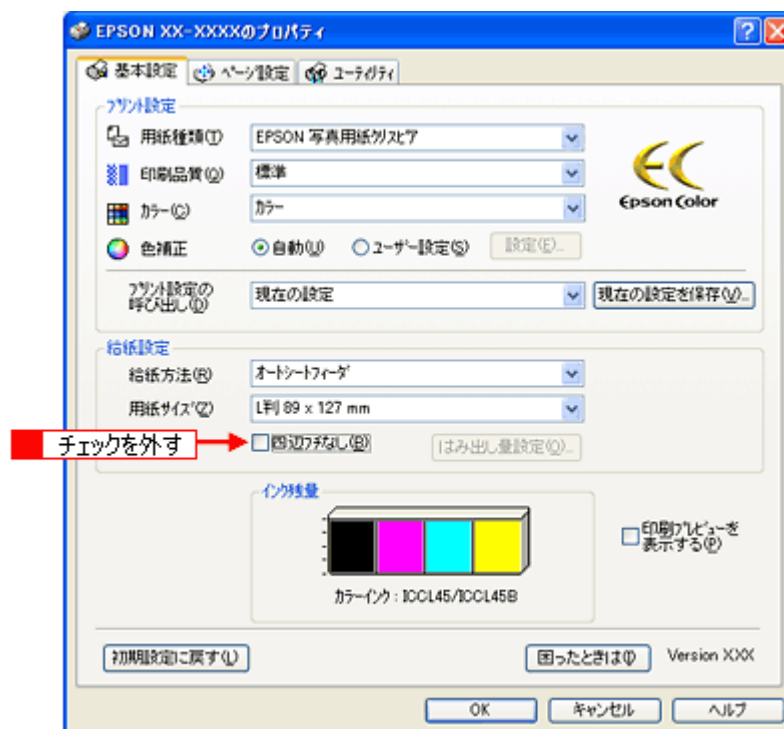 EPSON XX-XXXXのプロパティ
基本設定 ページ設定 ユーティリティ
プリント設定
用紙種類(T) EPSON 写真用紙クリスピア
印刷品質(Q) 標準
カラー(C) カラー
EC
Epson Color
色補正 自動(U) ユーザー設定(S) 設定(E)...
プリント設定の
呼び出し(D) 現在の設定 現在の設定を保存(V)...
給紙設定
給紙方法(R) オートシートフィーダ
用紙サイズ(Z) L判 89 x 127 mm
チェックを外す 四辺フチなし(B) はみ出し量設定(O)...
インク残量
カラーインク : ICCL45/ICCL45B
印刷プレビューを
表示する(P)
初期設定に戻す(L) 困ったときは(I) Version XXX
OK キャンセル ヘルプ